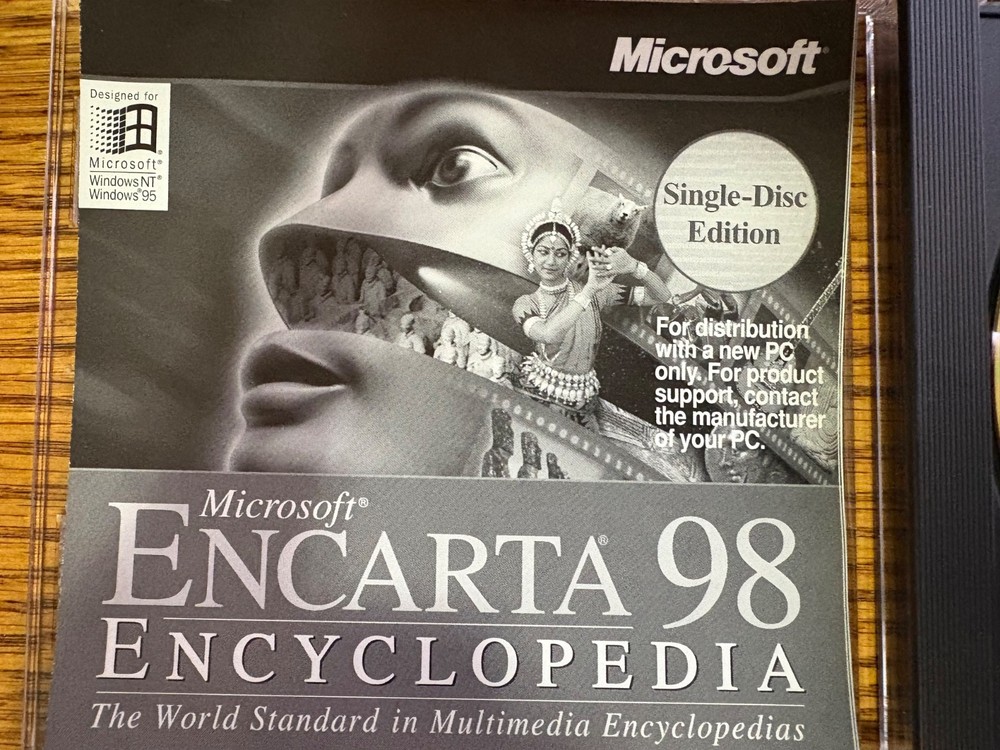 Microsoft®
Designed for
Microsoft®
Windows NT®
Windows®95
Single-Disc
Edition
For distribution
with a new PC
only. For product
support, contact
the manufacturer
of your PC.
Microsoft®
ENCARTA® 98
ENCYCLOPEDIA
The World Standard in Multimedia Encyclopedias